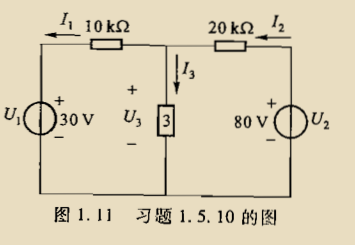 I₁ 10 kΩ 20 kΩ I₂
I₃
+ + +
U₁ 30 V U₃ 3 80 V U₂
− − −
图 1.11 习题 1.5.10 的图